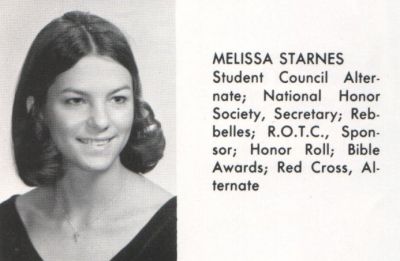 MELISSA STARNES
Student Council Alter-
nate; National Honor
Society, Secretary; Reb-
belles; R.O.T.C., Spon-
sor; Honor Roll; Bible
Awards; Red Cross, Al-
ternate